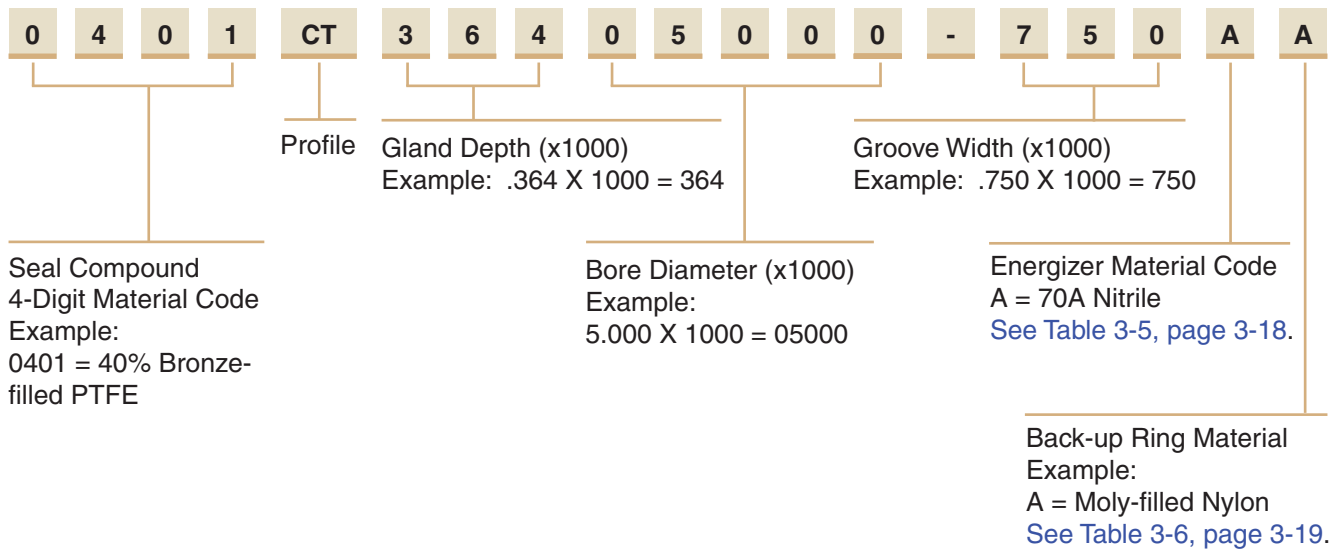 0 4 0 1 CT 3 6 4 0 5 0 0 0 - 7 5 0 A A
Profile
Gland Depth (x1000)
Example: .364 X 1000 = 364
Groove Width (x1000)
Example: .750 X 1000 = 750
Seal Compound
4-Digit Material Code
Example:
0401 = 40% Bronze-
filled PTFE
Bore Diameter (x1000)
Example:
5.000 X 1000 = 05000
Energizer Material Code
A = 70A Nitrile
See Table 3-5, page 3-18.
Back-up Ring Material
Example:
A = Moly-filled Nylon
See Table 3-6, page 3-19.